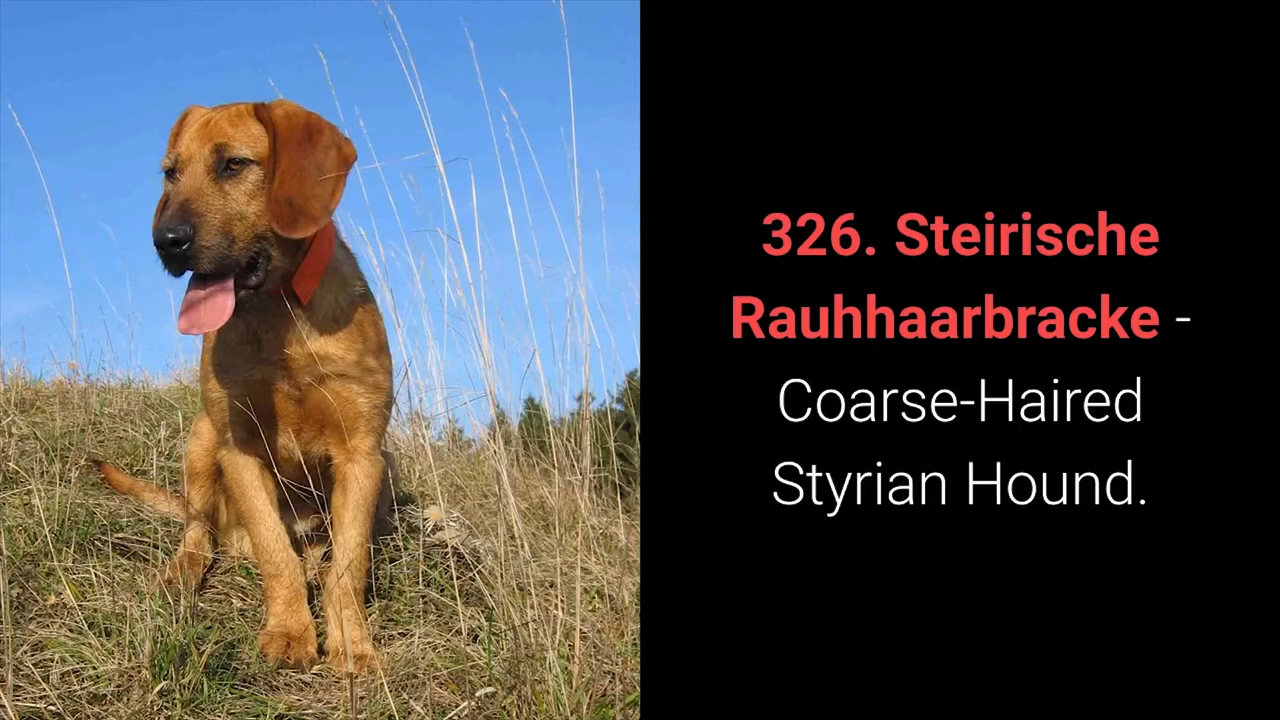 326. Steirische
Rauhhaarbracke -
Coarse-Haired
Styrian Hound.